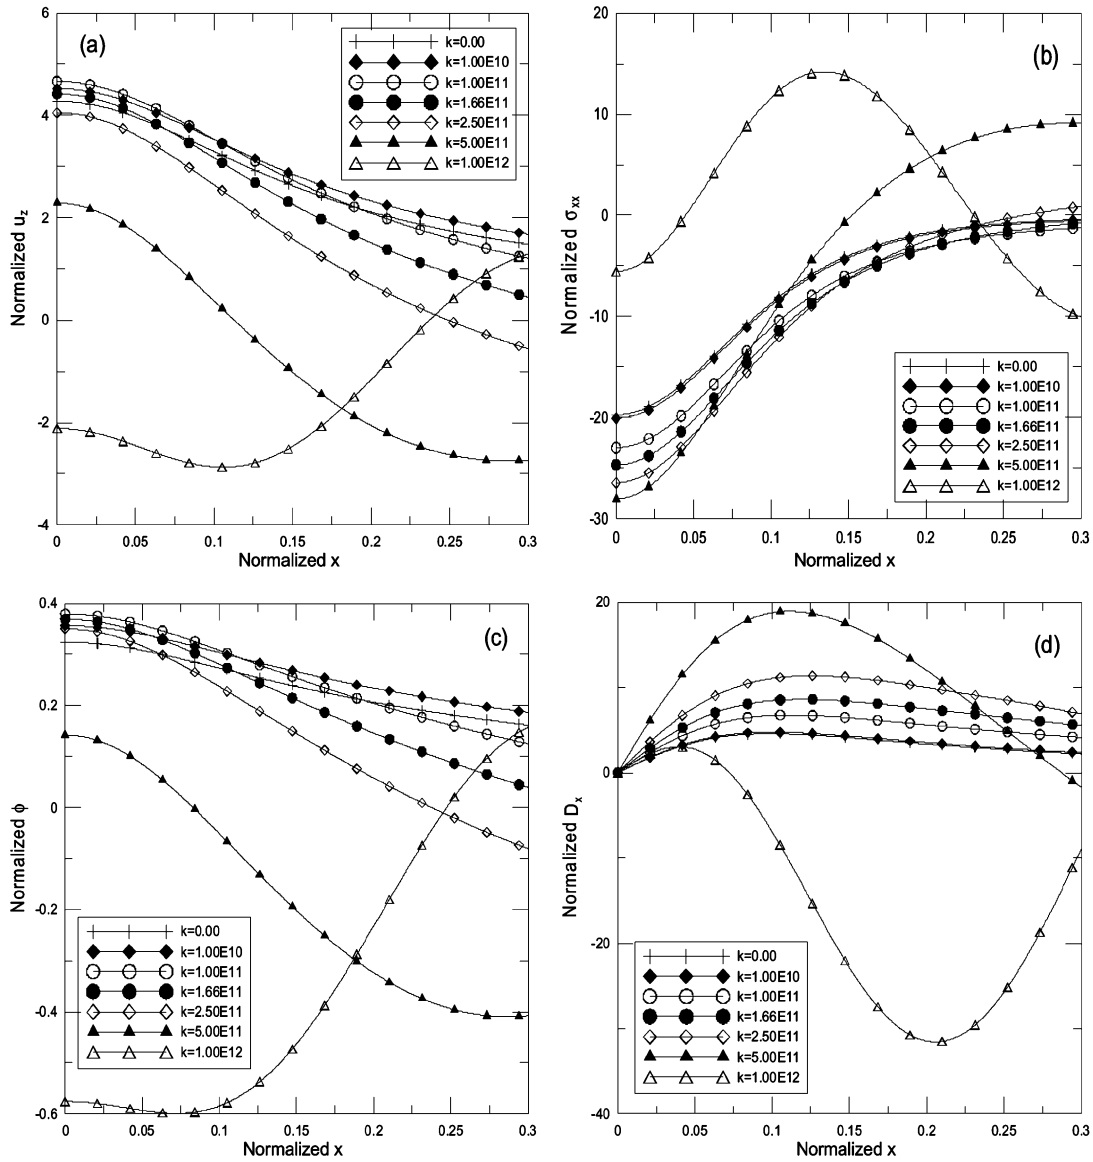 (a)
Normalized u_z
6
4
2
0
-2
-4
0 0.05 0.1 0.15 0.2 0.25 0.3
Normalized x
k=0.00
k=1.00E10
k=1.00E11
k=1.66E11
k=2.50E11
k=5.00E11
k=1.00E12
(b)
Normalized σ_xx
20
10
0
-10
-20
-30
0 0.05 0.1 0.15 0.2 0.25 0.3
Normalized x
k=0.00
k=1.00E10
k=1.00E11
k=1.66E11
k=2.50E11
k=5.00E11
k=1.00E12
(c)
Normalized ϕ
0.4
0.2
0
-0.2
-0.4
-0.6
0 0.05 0.1 0.15 0.2 0.25 0.3
Normalized x
k=0.00
k=1.00E10
k=1.00E11
k=1.66E11
k=2.50E11
k=5.00E11
k=1.00E12
(d)
Normalized D_x
20
0
-20
-40
0 0.05 0.1 0.15 0.2 0.25 0.3
Normalized x
k=0.00
k=1.00E10
k=1.00E11
k=1.66E11
k=2.50E11
k=5.00E11
k=1.00E12